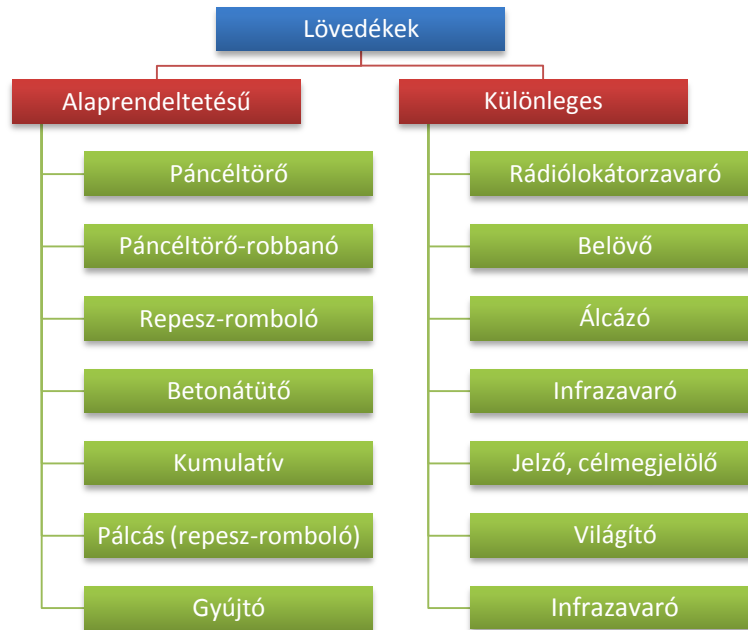 Lövedékek
Alaprendeltetésű
Páncéltörő
Páncéltörő-robbanó
Repesz-romboló
Betonátütő
Kumulatív
Pálcás (repesz-romboló)
Gyújtó
Különleges
Rádiólokátorzavaró
Belövő
Álcázó
Infrazavaró
Jelző, célmegjelölő
Világító
Infrazavaró